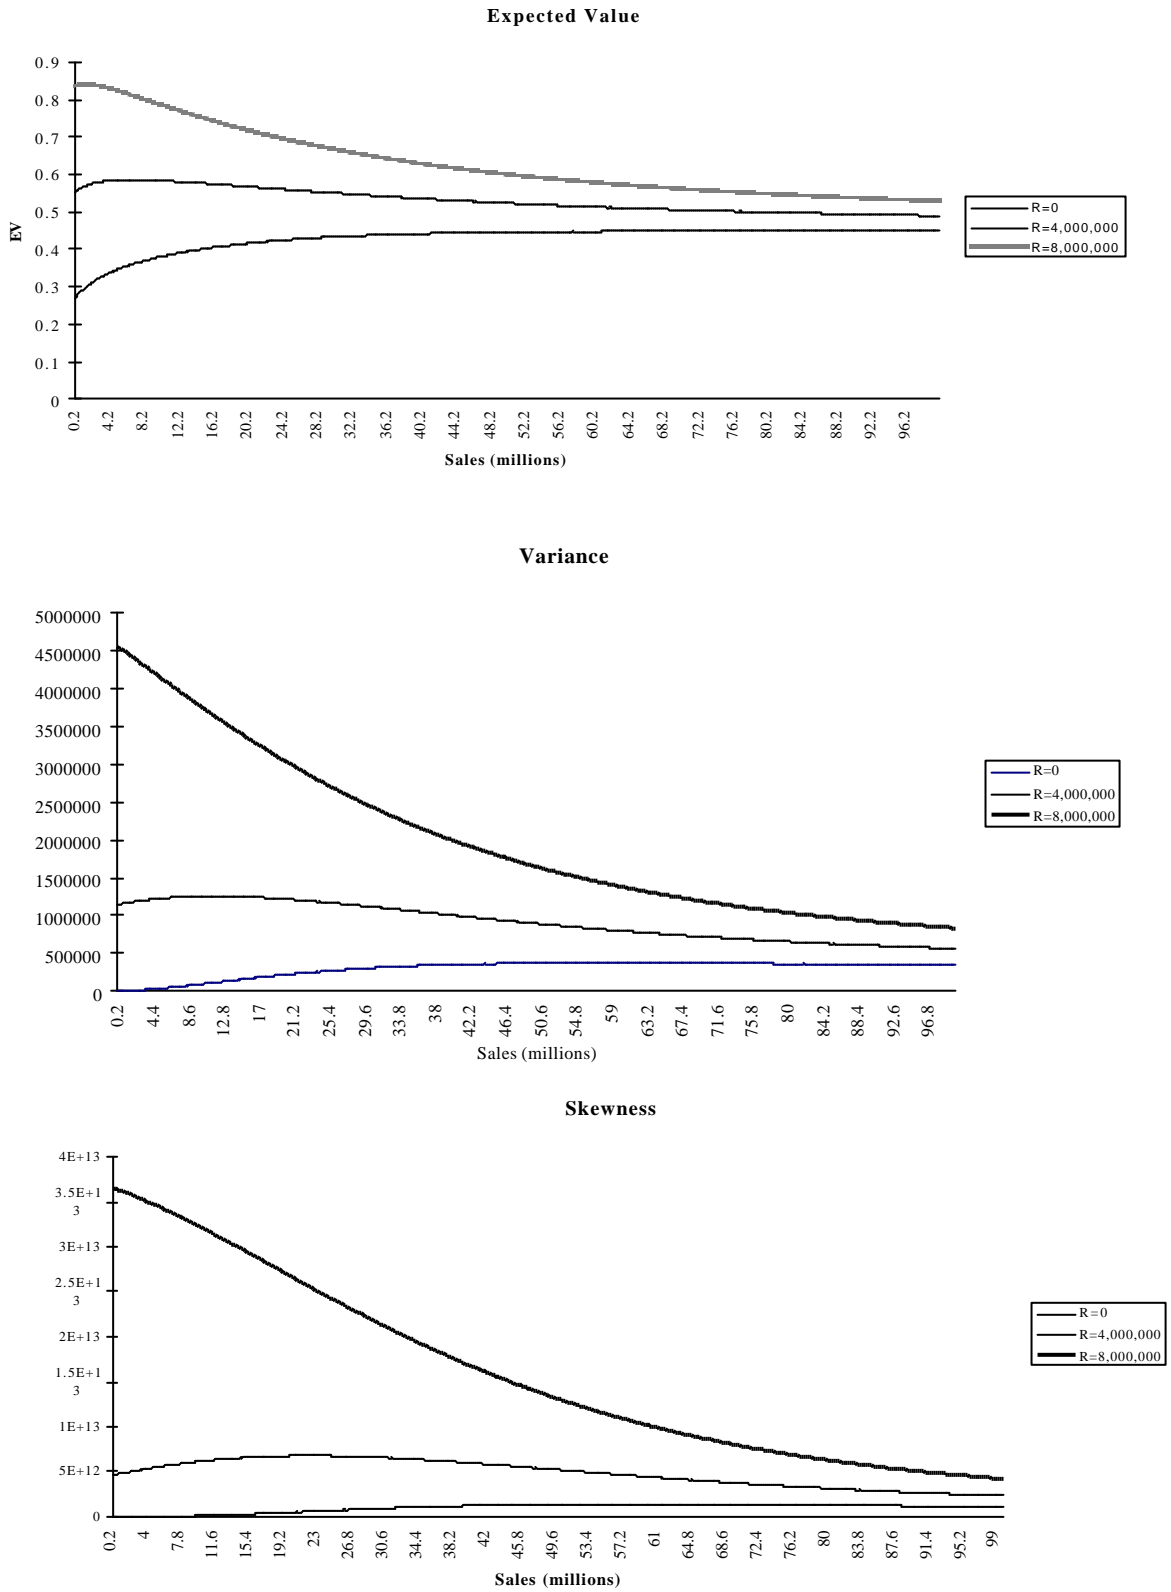 Expected Value
0.9
0.8
0.7
0.6
0.5
0.4
0.3
0.2
0.1
0
EV
0.2 4.2 8.2 12.2 16.2 20.2 24.2 28.2 32.2 36.2 40.2 44.2 48.2 52.2 56.2 60.2 64.2 68.2 72.2 76.2 80.2 84.2 88.2 92.2 96.2
Sales (millions)
R=0
R=4,000,000
R=8,000,000
Variance
5000000
4500000
4000000
3500000
3000000
2500000
2000000
1500000
1000000
500000
0
0.2 4.4 8.6 12.8 17 21.2 25.4 29.6 33.8 38 42.2 46.4 50.6 54.8 59 63.2 67.4 71.6 75.8 80 84.2 88.4 92.6 96.8
Sales (millions)
R=0
R=4,000,000
R=8,000,000
Skewness
4E+13
3.5E+1
3
3E+13
2.5E+1
3
2E+13
1.5E+1
3
1E+13
5E+12
0
0.2 4 7.8 11.6 15.4 19.2 23 26.8 30.6 34.4 38.2 42 45.8 49.6 53.4 57.2 61 64.8 68.6 72.4 76.2 80 83.8 87.6 91.4 95.2 99
Sales (millions)
R=0
R=4,000,000
R=8,000,000